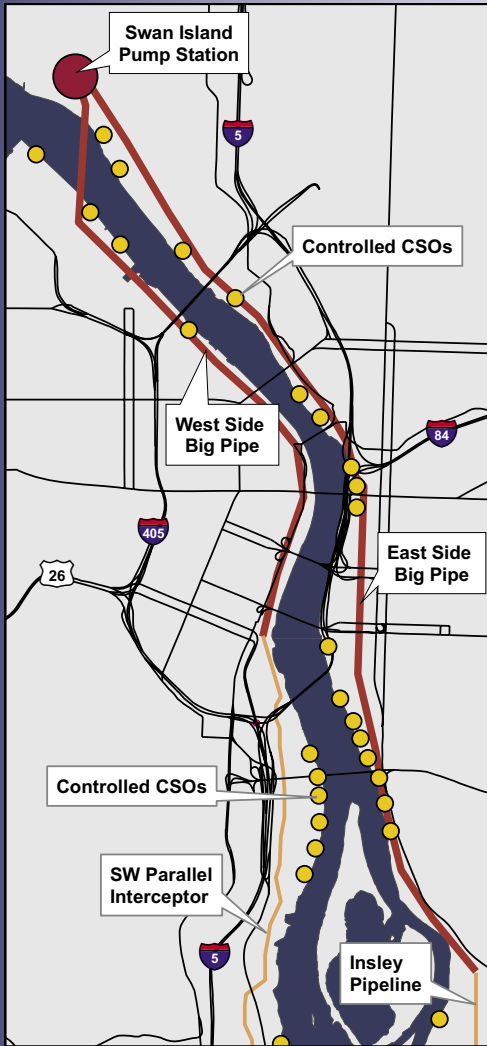 Swan Island
Pump Station
5
Controlled CSOs
West Side
Big Pipe
84
405
26
East Side
Big Pipe
Controlled CSOs
SW Parallel
Interceptor
5
Insley
Pipeline